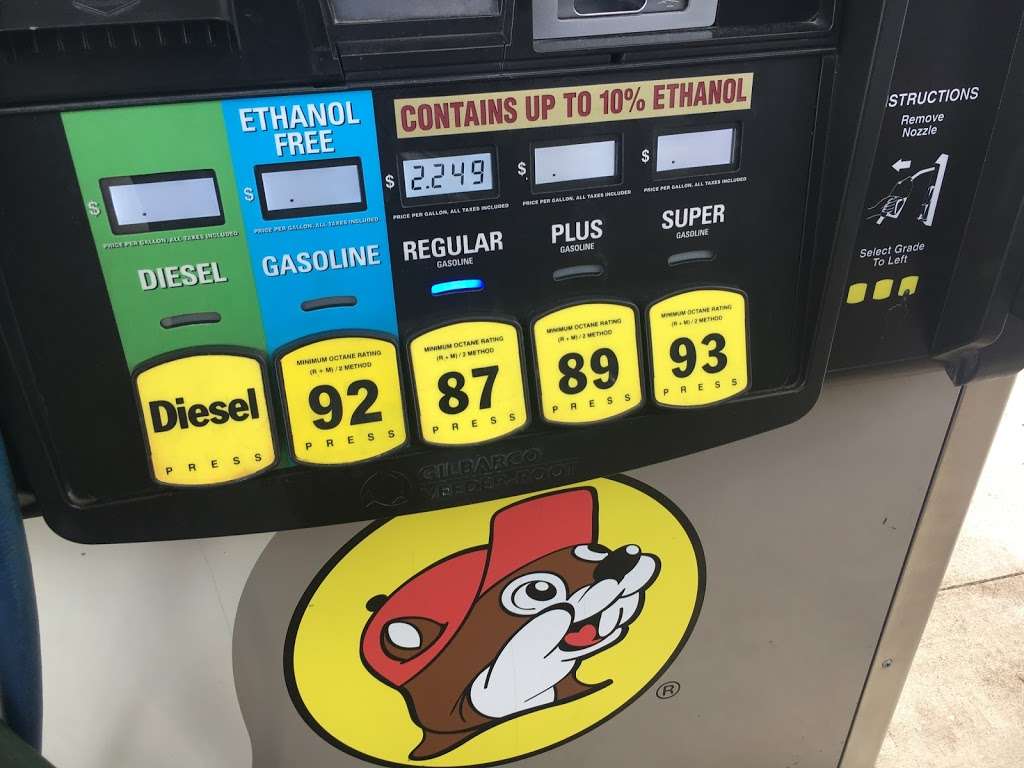 CONTAINS UP TO 10% ETHANOL
ETHANOL
FREE
$
$
$ 2.249
$
$
PRICE PER GALLON, ALL TAXES INCLUDED
PRICE PER GALLON, ALL TAXES INCLUDED
PRICE PER GALLON, ALL TAXES INCLUDED
PRICE PER GALLON, ALL TAXES INCLUDED
PRICE PER GALLON, ALL TAXES INCLUDED
DIESEL
GASOLINE
REGULAR
GASOLINE
PLUS
GASOLINE
SUPER
GASOLINE
Diesel
PRESS
MINIMUM OCTANE RATING
(R + M) / 2 METHOD
92
PRESS
MINIMUM OCTANE RATING
(R + M) / 2 METHOD
87
PRESS
MINIMUM OCTANE RATING
(R + M) / 2 METHOD
89
PRESS
MINIMUM OCTANE RATING
(R + M) / 2 METHOD
93
PRESS
GILBARCO
VEEDER-ROOT
STRUCTIONS
Remove
Nozzle
Select Grade
To Left
®